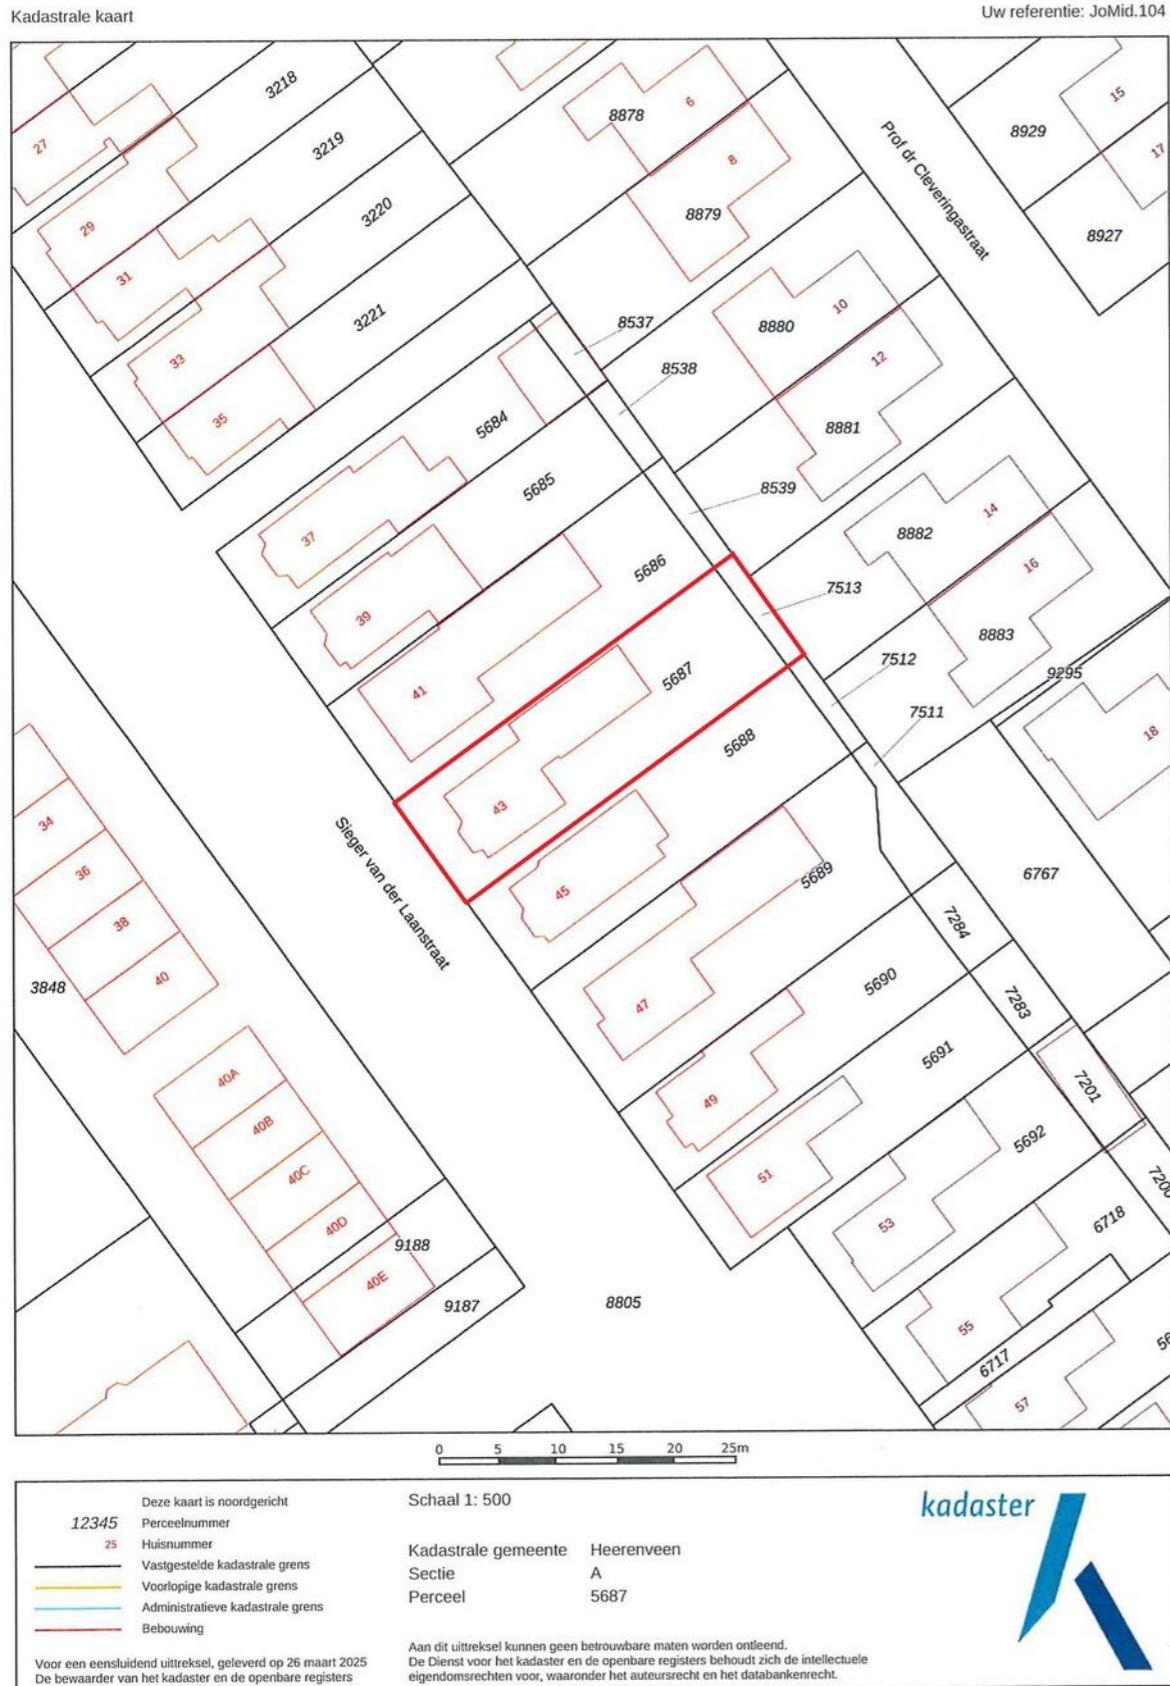 Kadastrale kaart
Uw referentie: JoMid.104
3218
27
3219
29
3220
31
3221
33
35
8878
6
8
8879
Prof dr Cleveringastraat
8929
15
17
8927
8537
8538
8880
10
12
8881
5684
5685
37
8539
8882
14
16
39
5686
7513
8883
41
5687
7512
9295
7511
5688
18
43
Sieger van der Laanstraat
34
36
38
40
3848
45
5689
6767
7284
47
5690
7283
5691
7201
49
40A
40B
40C
40D
9188
40E
9187
8805
51
5692
53
6718
55
6717
57
0 5 10 15 20 25m
Deze kaart is noordgericht
12345 Perceelnummer
25 Huisnummer
Vastgestelde kadastrale grens
Voorlopige kadastrale grens
Administratieve kadastrale grens
Bebouwing
Voor een eensluidend uittreksel, geleverd op 26 maart 2025
De bewaarder van het kadaster en de openbare registers
Schaal 1: 500
Kadastrale gemeente Heerenveen
Sectie A
Perceel 5687
Aan dit uittreksel kunnen geen betrouwbare maten worden ontleend.
De Dienst voor het kadaster en de openbare registers behoudt zich de intellectuele
eigendomsrechten voor, waaronder het auteursrecht en het databankenrecht.
kadaster